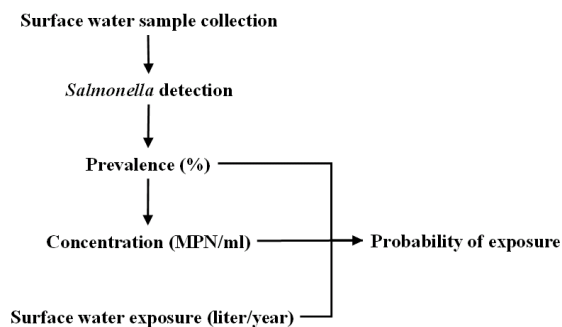 Surface water sample collection
Salmonella detection
Prevalence (%)
Concentration (MPN/ml)
Probability of exposure
Surface water exposure (liter/year)